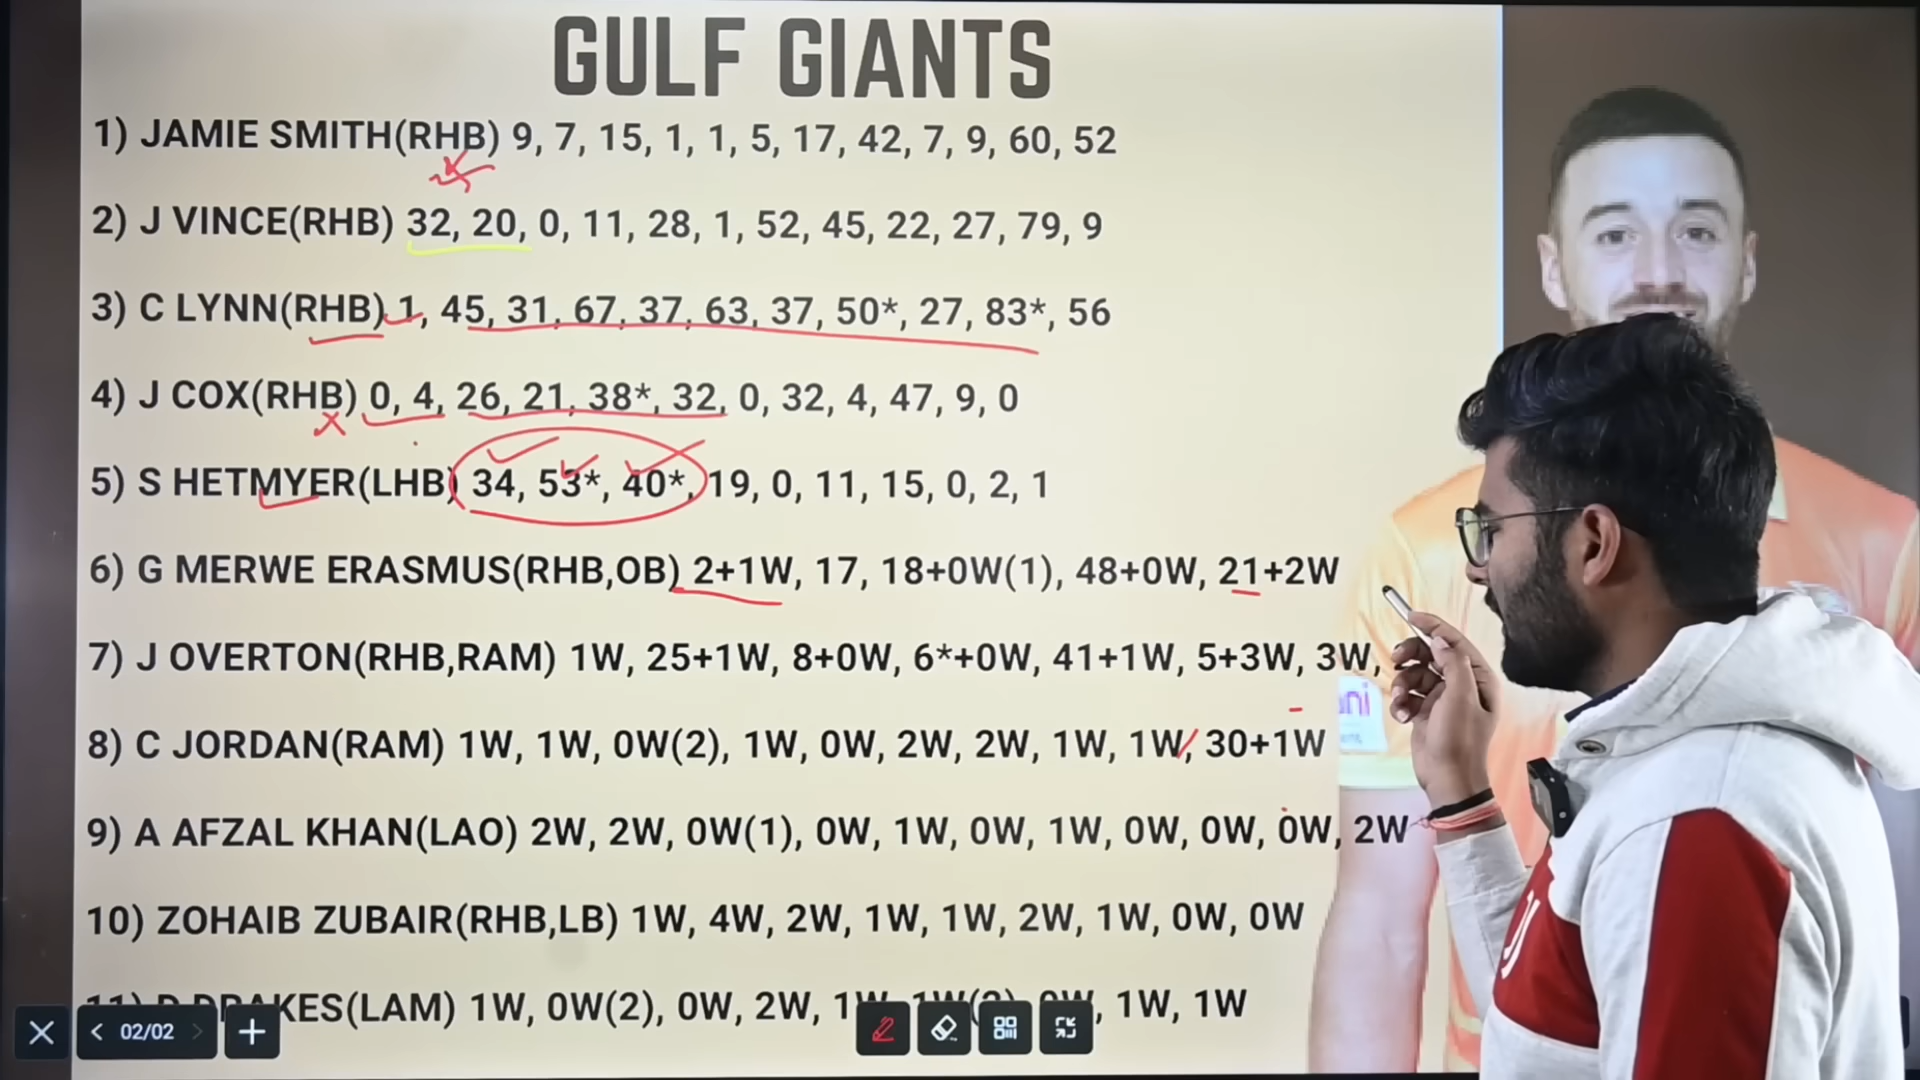 GULF GIANTS
1) JAMIE SMITH(RHB) 9, 7, 15, 1, 1, 5, 17, 42, 7, 9, 60, 52
2) J VINCE(RHB) 32, 20, 0, 11, 28, 1, 52, 45, 22, 27, 79, 9
3) C LYNN(RHB) 1, 45, 31, 67, 37, 63, 37, 50*, 27, 83*, 56
4) J COX(RHB) 0, 4, 26, 21, 38*, 32, 0, 32, 4, 47, 9, 0
5) S HETMYER(LHB) 34, 53*, 40*, 19, 0, 11, 15, 0, 2, 1
6) G MERWE ERASMUS(RHB,OB) 2+1W, 17, 18+0W(1), 48+0W, 21+2W
7) J OVERTON(RHB,RAM) 1W, 25+1W, 8+0W, 6*+0W, 41+1W, 5+3W, 3W,
8) C JORDAN(RAM) 1W, 1W, 0W(2), 1W, 0W, 2W, 2W, 1W, 1W, 30+1W
9) A AFZAL KHAN(LAO) 2W, 2W, 0W(1), 0W, 1W, 0W, 1W, 0W, 0W, 0W, 2W
10) ZOHAIB ZUBAIR(RHB,LB) 1W, 4W, 2W, 1W, 1W, 2W, 1W, 0W, 0W
11) D DRAKES(LAM) 1W, 0W(2), 0W, 2W, 1W, 1W(2), 0W, 1W, 1W
02/02